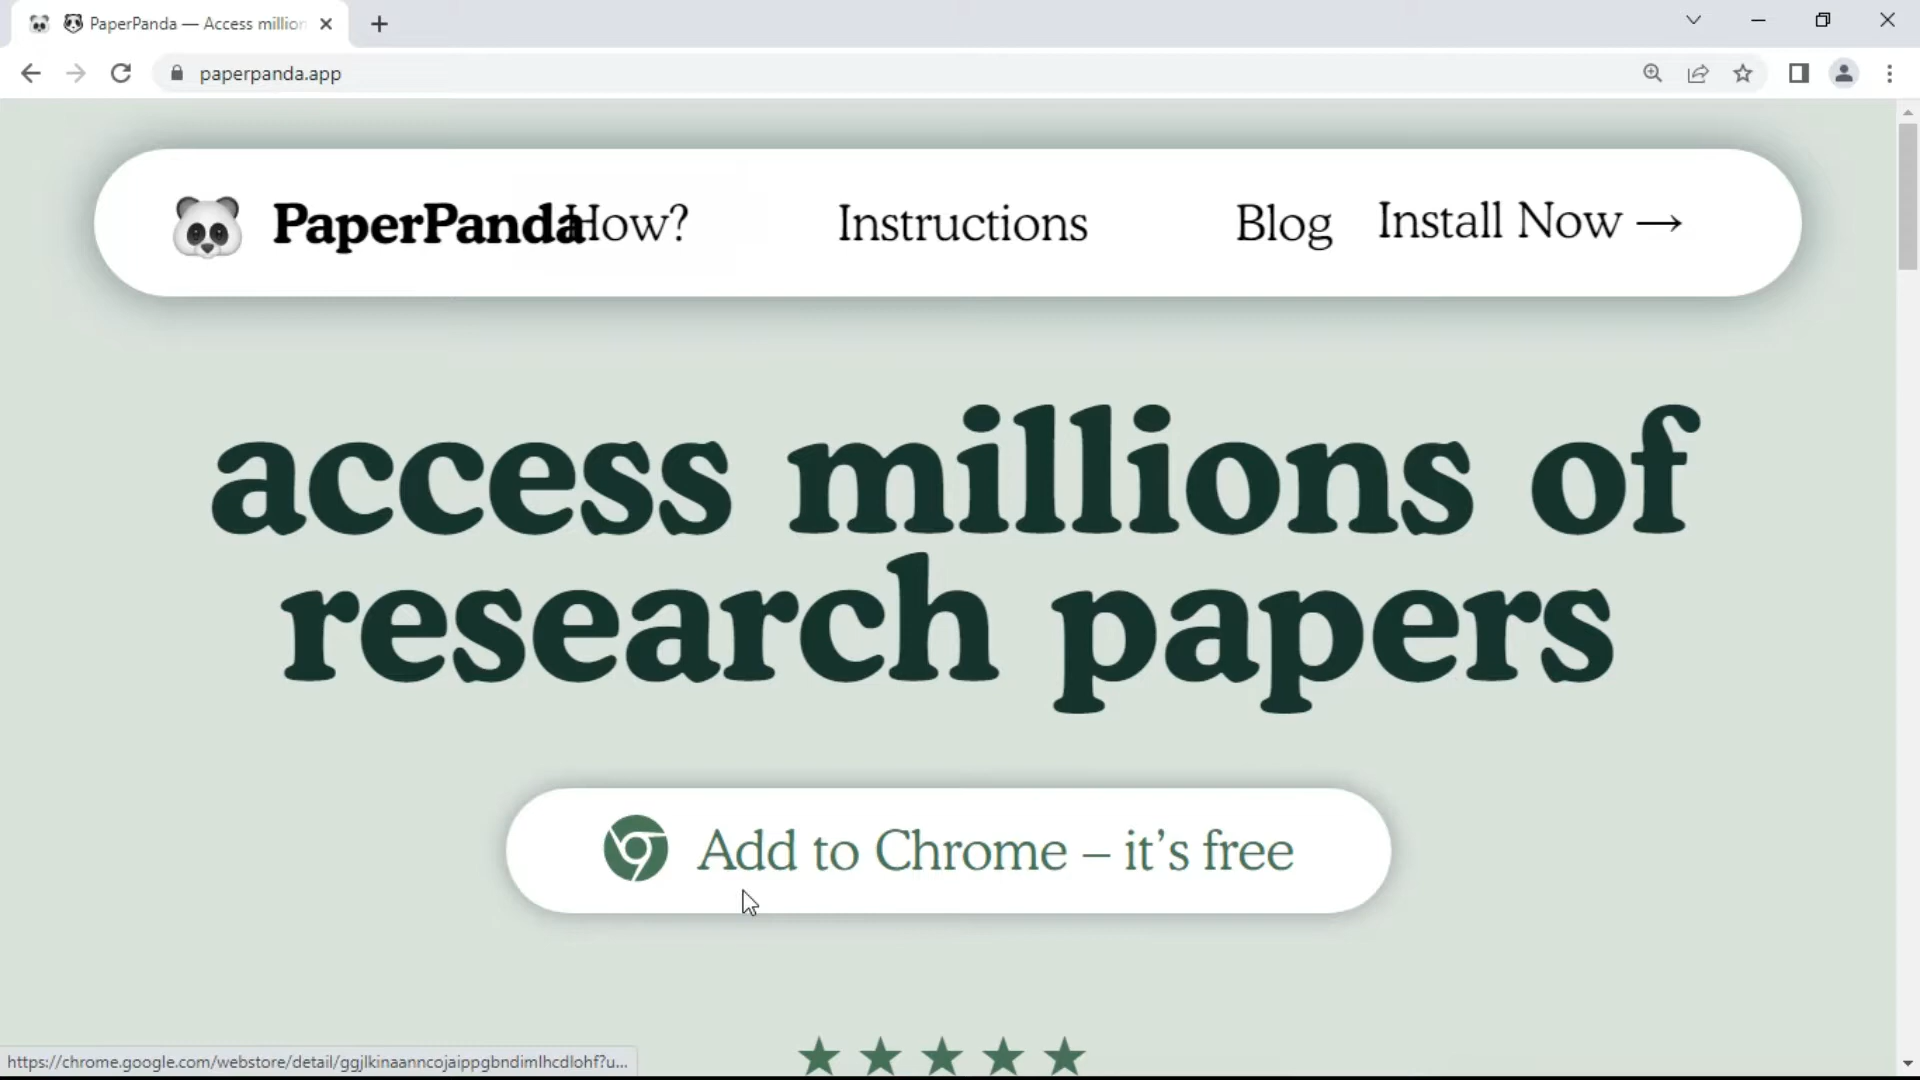 PaperPanda — Access million
paperpanda.app
PaperPanda
How?
Instructions
Blog
Install Now →
access millions of
research papers
Add to Chrome – it's free
https://chrome.google.com/webstore/detail/ggjlkinaanncojaippgbndimlhcdlohf?u...